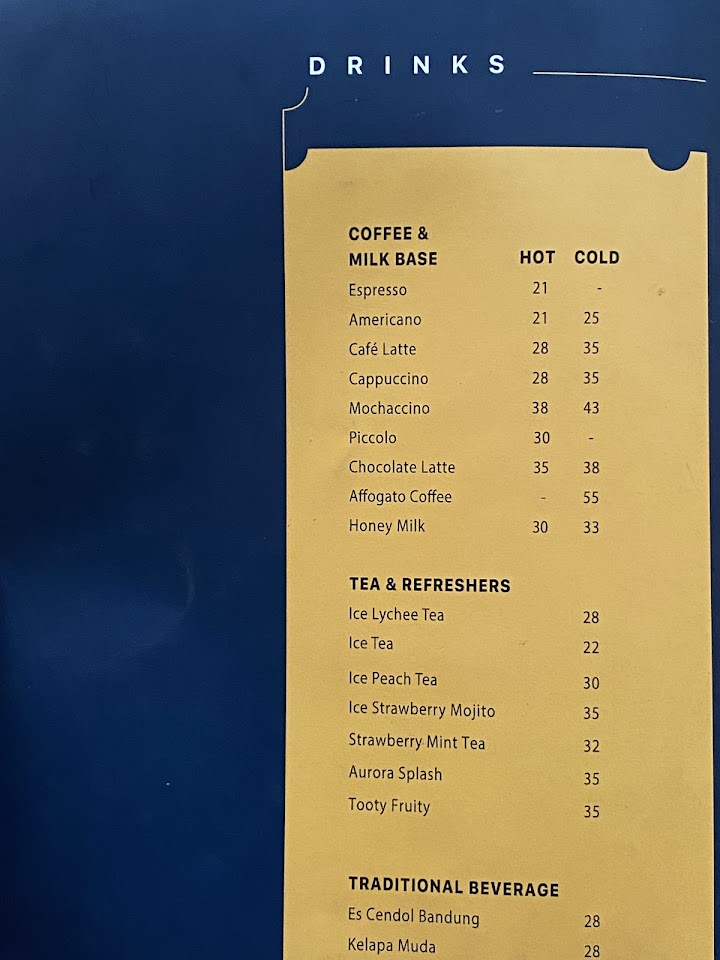 DRINKS
COFFEE &
MILK BASE HOT COLD
Espresso 21 -
Americano 21 25
Café Latte 28 35
Cappuccino 28 35
Mochaccino 38 43
Piccolo 30 -
Chocolate Latte 35 38
Affogato Coffee - 55
Honey Milk 30 33
TEA & REFRESHERS
Ice Lychee Tea 28
Ice Tea 22
Ice Peach Tea 30
Ice Strawberry Mojito 35
Strawberry Mint Tea 32
Aurora Splash 35
Tooty Fruity 35
TRADITIONAL BEVERAGE
Es Cendol Bandung 28
Kelapa Muda 28